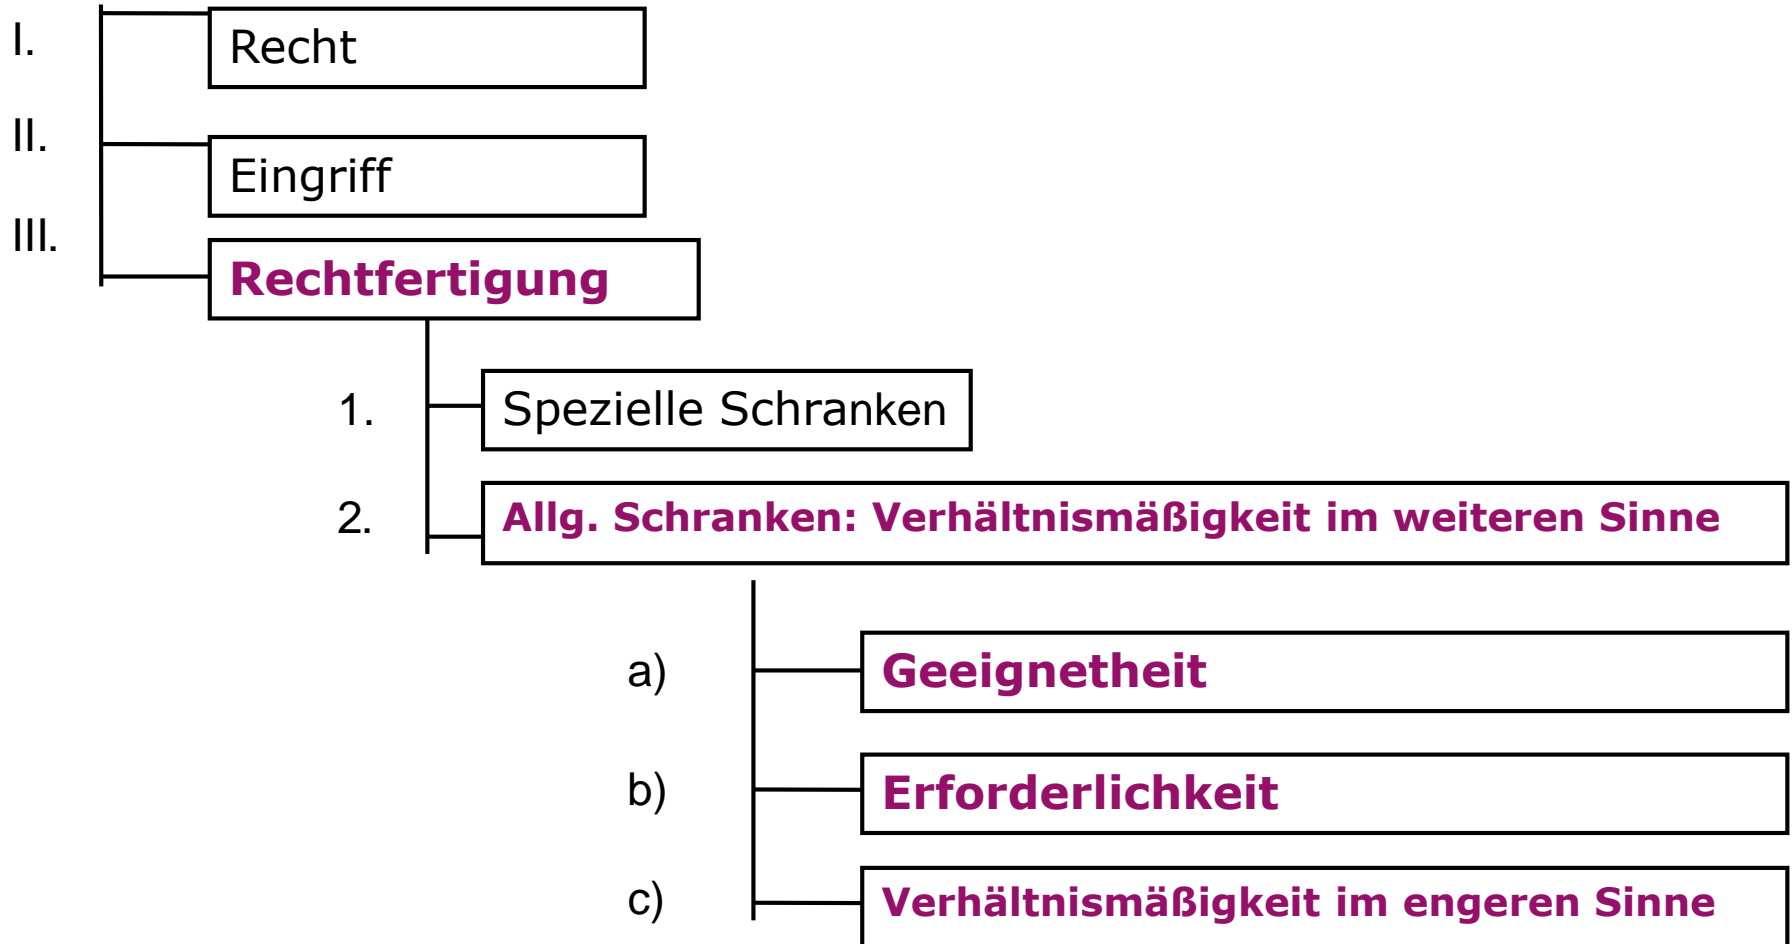 I. Recht
II. Eingriff
III. Rechtfertigung
1. Spezielle Schranken
2. Allg. Schranken: Verhältnismäßigkeit im weiteren Sinne
a) Geeignetheit
b) Erforderlichkeit
c) Verhältnismäßigkeit im engeren Sinne